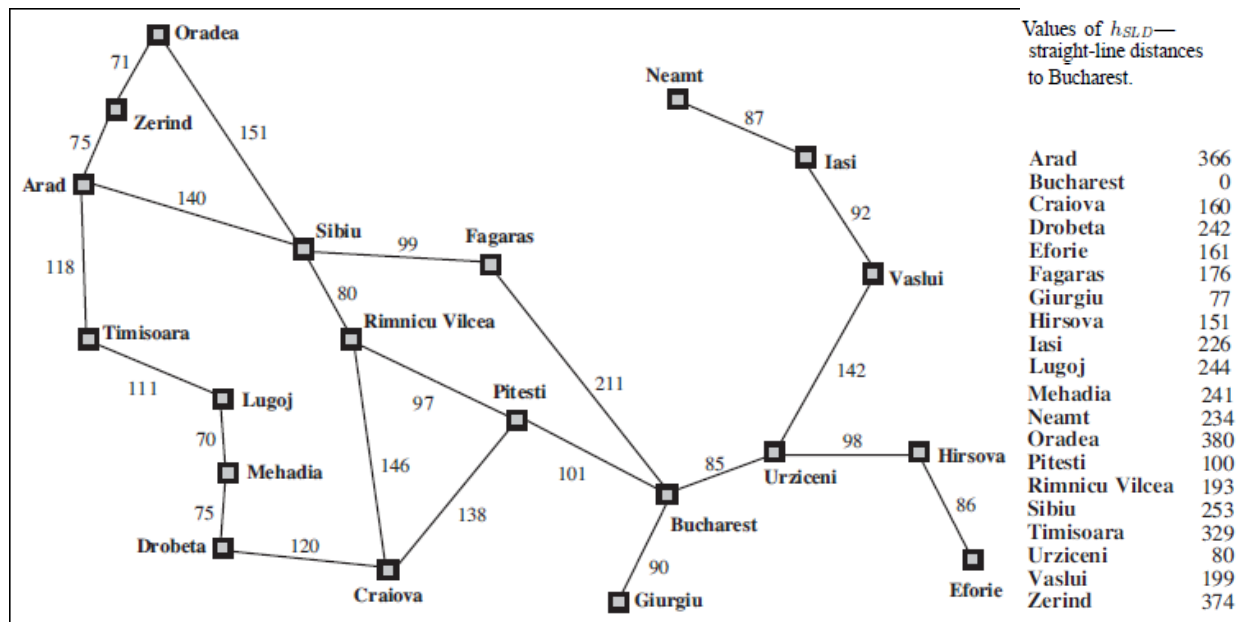 Oradea
71
Neamt
87
Zerind
151
75
Iasi
Arad
140
92
Sibiu
99
Fagaras
118
80
Vaslui
Timisoara
Rimnicu Vilcea
142
111
211
Lugoj
97
Pitesti
70
98
Hirsova
146
85
Mehadia
101
Urziceni
86
75
138
Bucharest
Drobeta
120
90
Craiova
Giurgiu
Eforie
Values of hSLD—
straight-line distances
to Bucharest.
Arad 366
Bucharest 0
Craiova 160
Drobeta 242
Eforie 161
Fagaras 176
Giurgiu 77
Hirsova 151
Iasi 226
Lugoj 244
Mehadia 241
Neamt 234
Oradea 380
Pitesti 100
Rimnicu Vilcea 193
Sibiu 253
Timisoara 329
Urziceni 80
Vaslui 199
Zerind 374